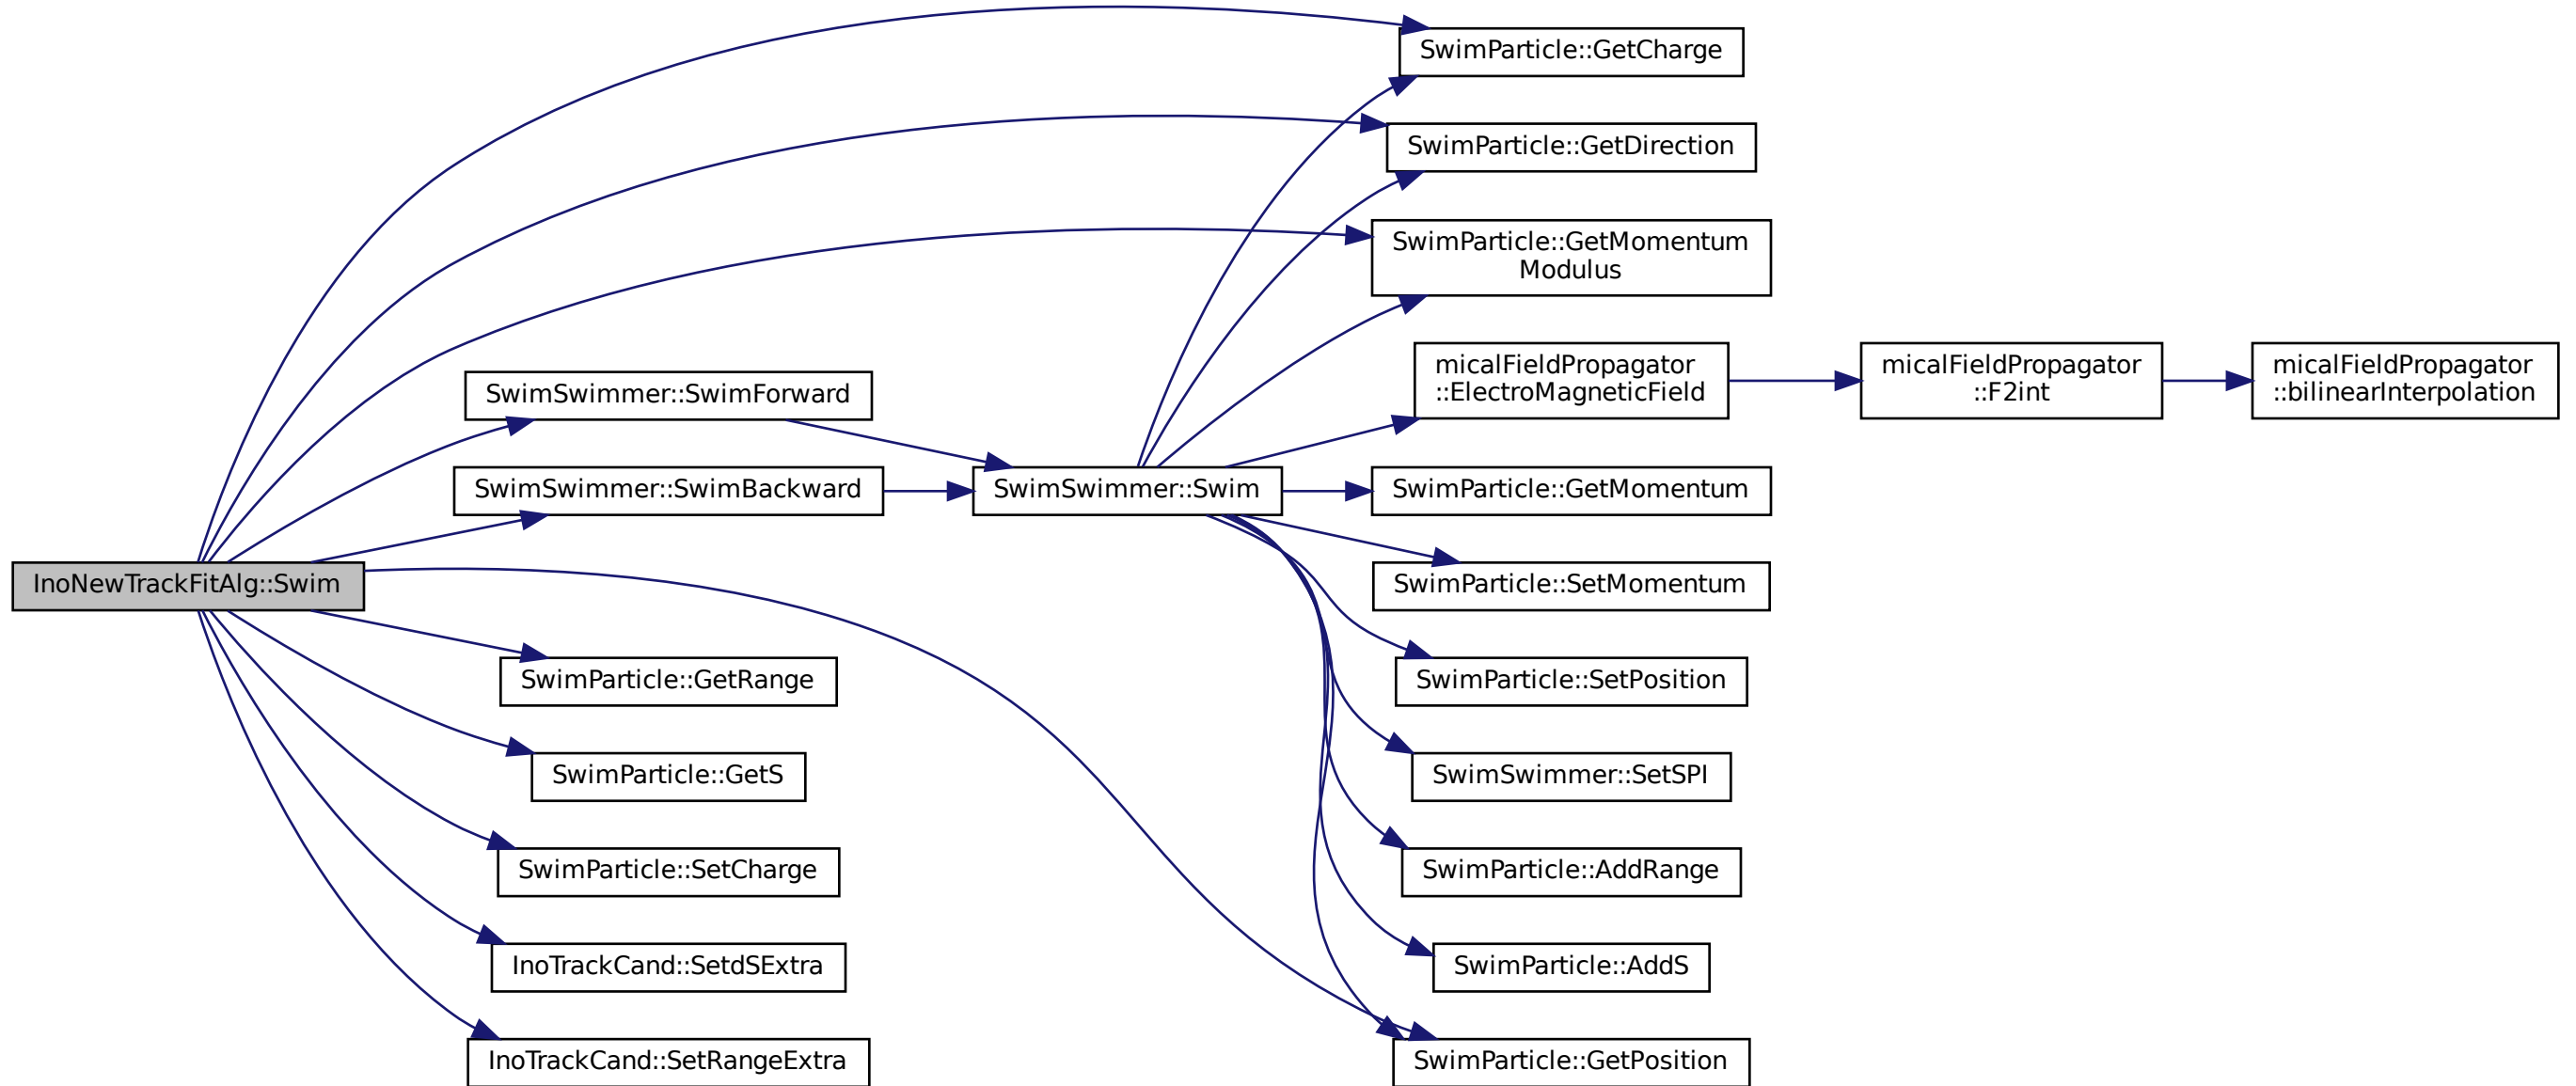 SwimParticle::GetCharge
SwimParticle::GetDirection
SwimParticle::GetMomentum
Modulus
micalFieldPropagator
::ElectroMagneticField
micalFieldPropagator
::F2int
micalFieldPropagator
::bilinearInterpolation
SwimSwimmer::SwimForward
SwimSwimmer::SwimBackward
SwimSwimmer::Swim
SwimParticle::GetMomentum
InoNewTrackFitAlg::Swim
SwimParticle::SetMomentum
SwimParticle::GetRange
SwimParticle::SetPosition
SwimParticle::GetS
SwimSwimmer::SetSPI
SwimParticle::SetCharge
SwimParticle::AddRange
InoTrackCand::SetdSExtra
SwimParticle::AddS
InoTrackCand::SetRangeExtra
SwimParticle::GetPosition